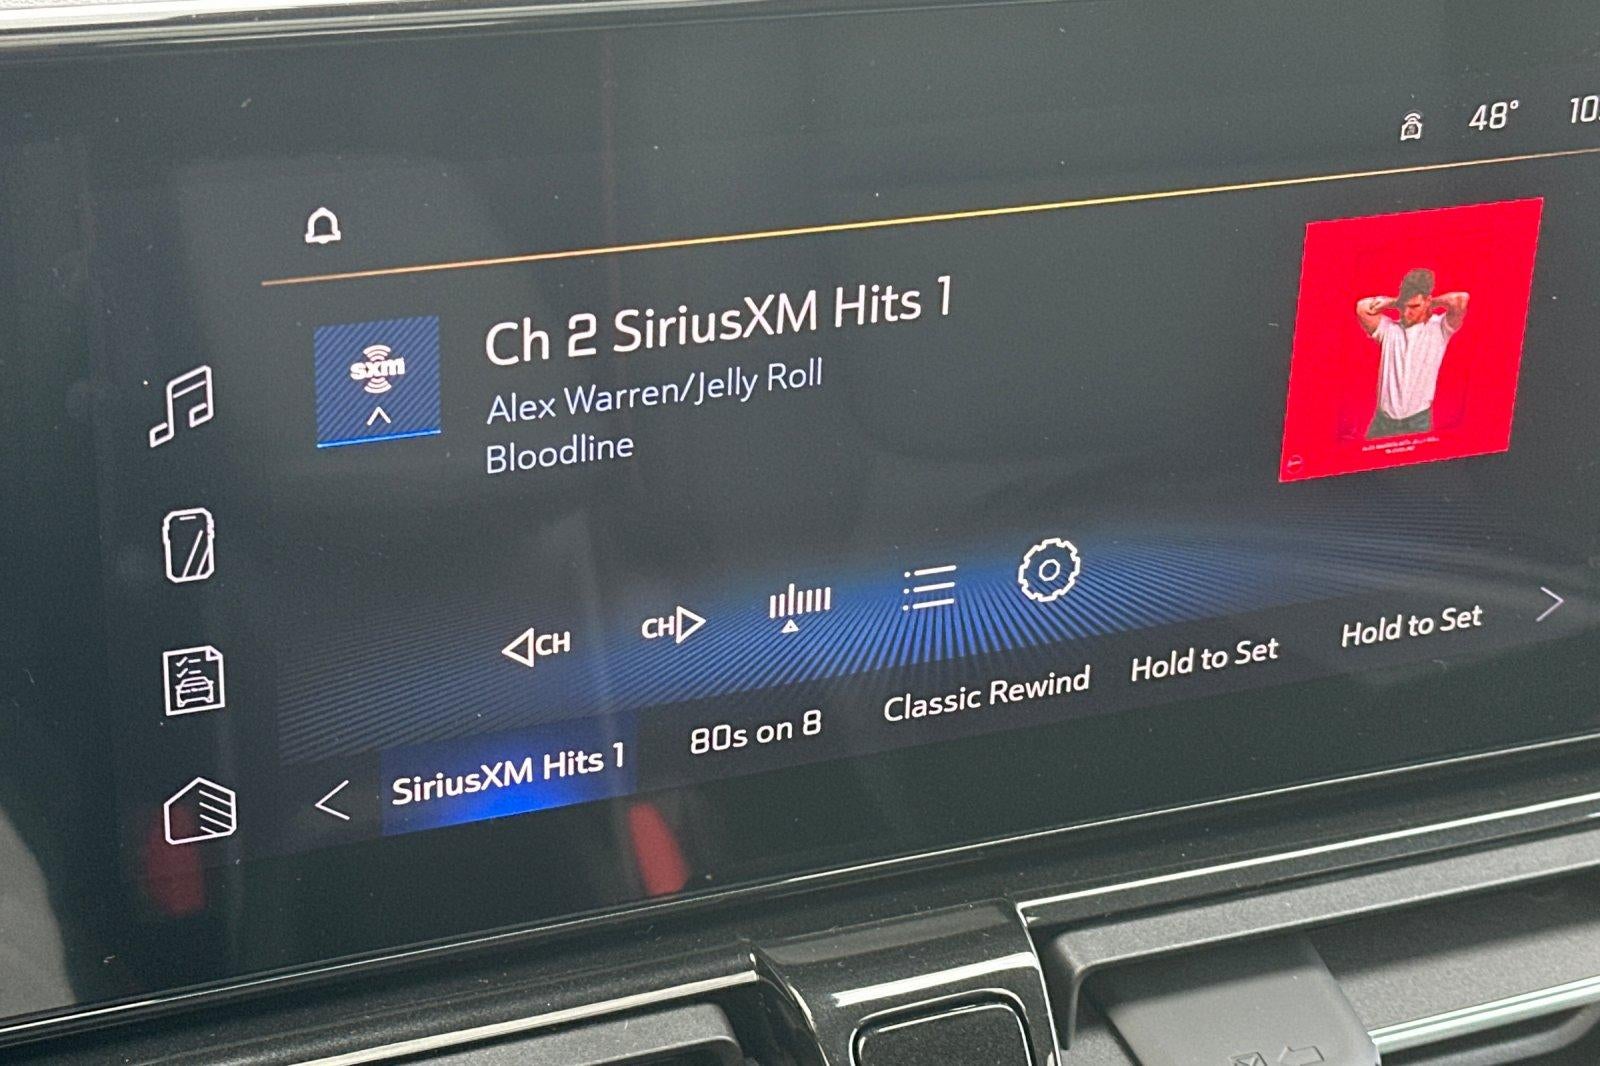 48°
Ch 2 SiriusXM Hits 1
sxm
Alex Warren/Jelly Roll
Bloodline
CH
CH
SiriusXM Hits 1
80s on 8
Classic Rewind
Hold to Set
Hold to Set